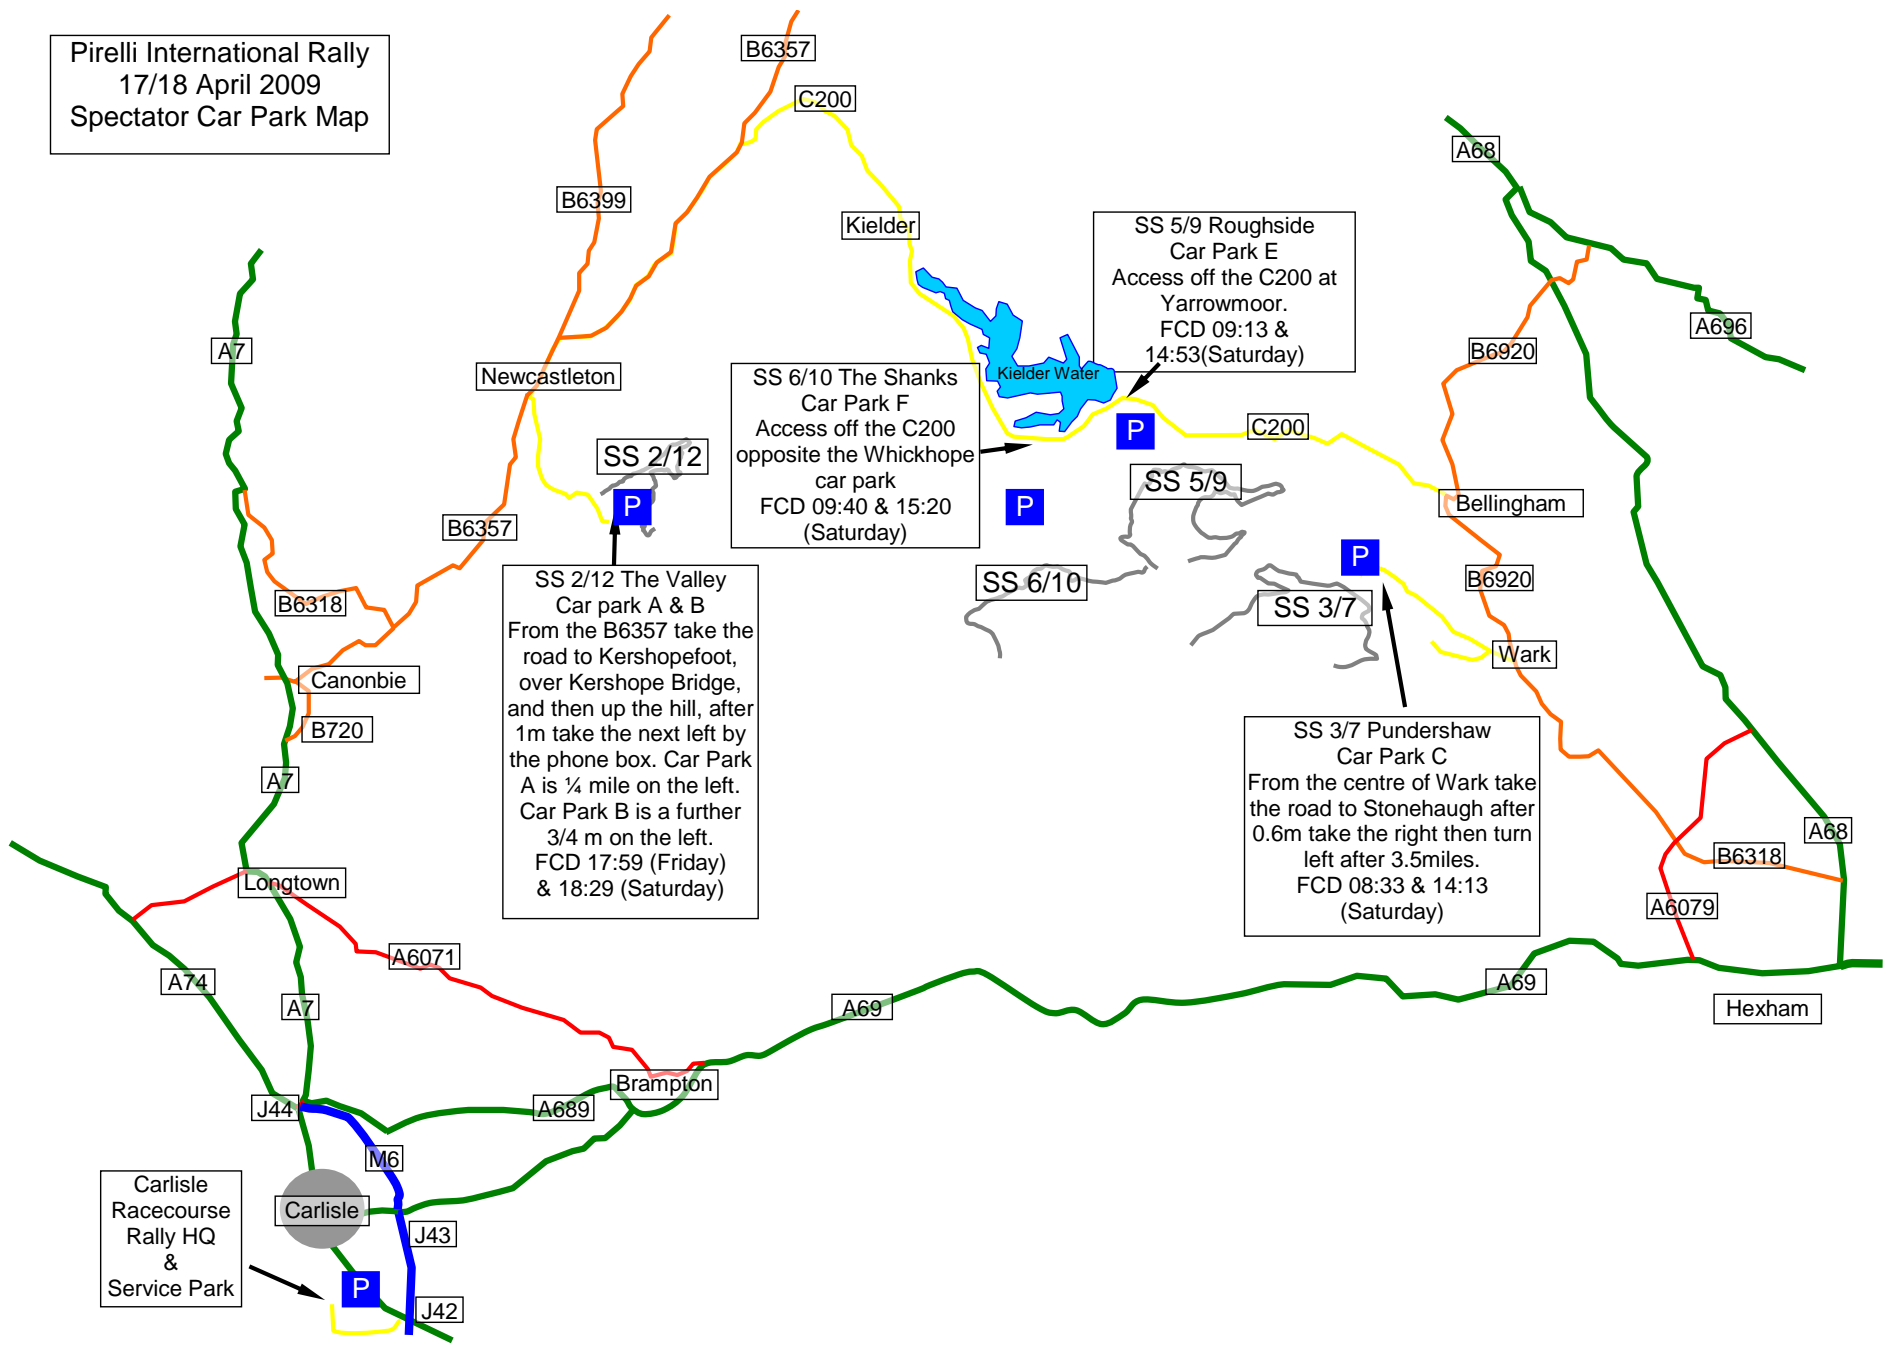 Pirelli International Rally
17/18 April 2009
Spectator Car Park Map
B6357
C200
A68
B6399
Kielder
SS 5/9 Roughside
Car Park E
Access off the C200 at
Yarrowmoor.
FCD 09:13 &
14:53(Saturday)
A696
A7
B6920
Newcastleton
Kielder Water
SS 6/10 The Shanks
Car Park F
Access off the C200
opposite the Whickhope
car park
FCD 09:40 & 15:20
(Saturday)
P
C200
SS 2/12
P
SS 5/9
P
Bellingham
B6357
P
SS 6/10
SS 3/7
B6920
B6318
SS 2/12 The Valley
Car park A & B
From the B6357 take the
road to Kershopefoot,
over Kershope Bridge,
and then up the hill, after
1m take the next left by
the phone box. Car Park
A is ¼ mile on the left.
Car Park B is a further
3/4 m on the left.
FCD 17:59 (Friday)
& 18:29 (Saturday)
Wark
Canonbie
B720
SS 3/7 Pundershaw
Car Park C
From the centre of Wark take
the road to Stonehaugh after
0.6m take the right then turn
left after 3.5miles.
FCD 08:33 & 14:13
(Saturday)
A7
A68
B6318
Longtown
A6079
A6071
A74
A7
A69
A69
Hexham
Brampton
J44
A689
M6
Carlisle
Racecourse
Rally HQ
&
Service Park
Carlisle
J43
P
J42